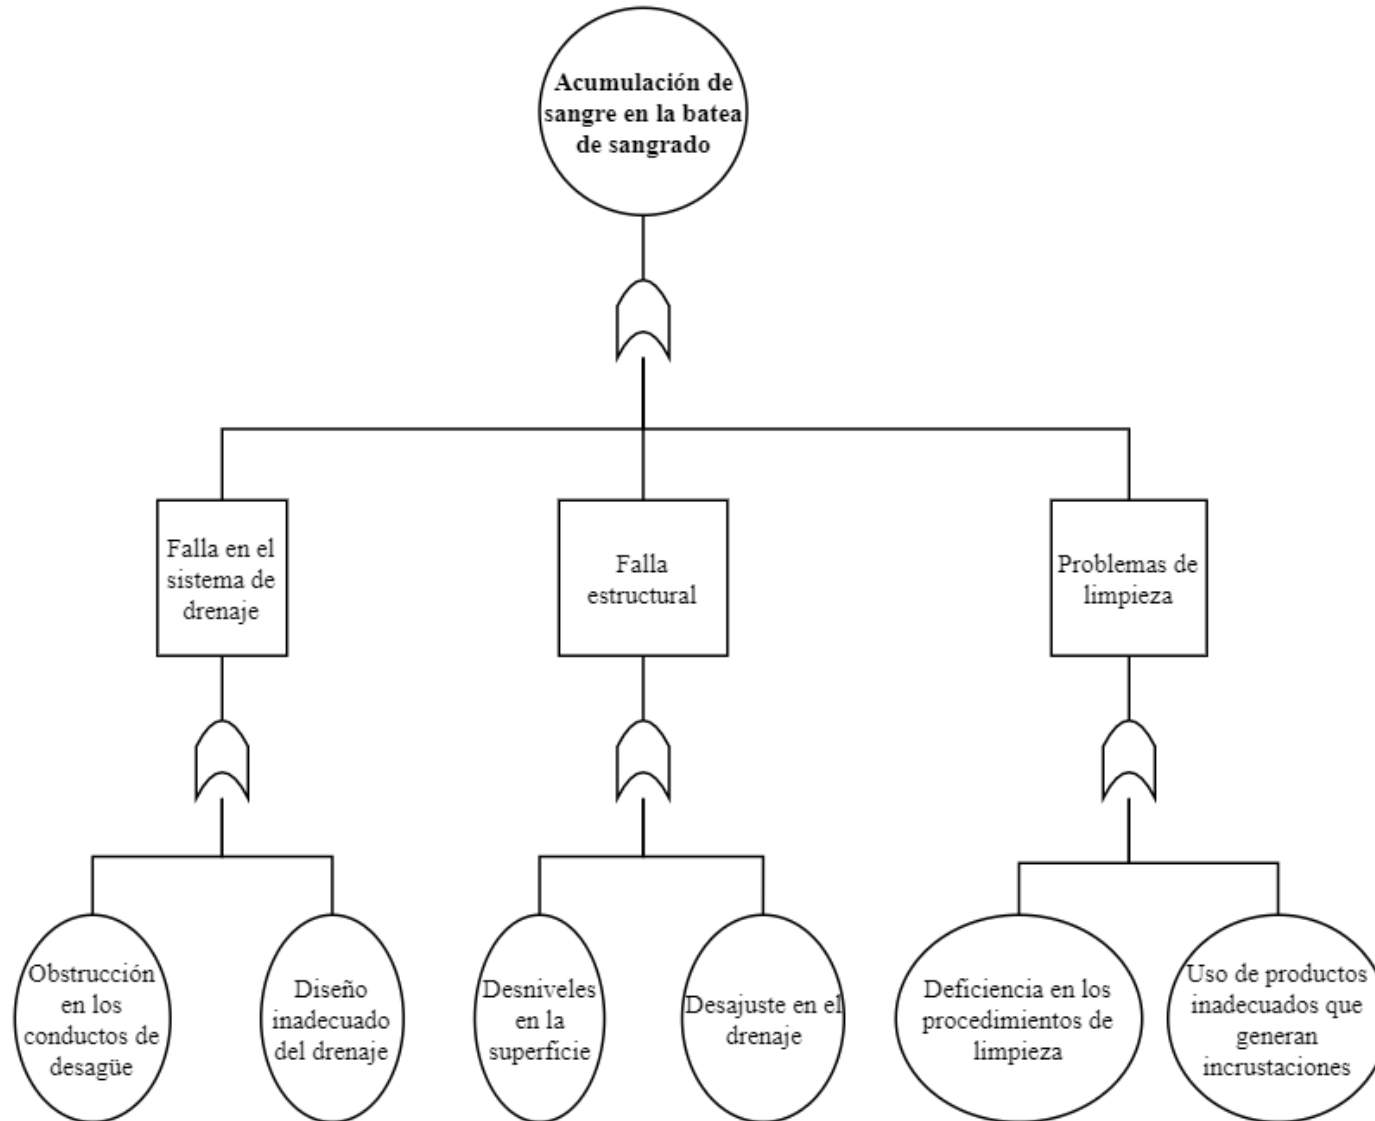 Acumulación de
sangre en la batea
de sangrado
Falla en el
sistema de
drenaje
Falla
estructural
Problemas de
limpieza
Obstrucción
en los
conductos de
desagüe
Diseño
inadecuado
del drenaje
Desniveles
en la
superficie
Desajuste en el
drenaje
Deficiencia en los
procedimientos de
limpieza
Uso de productos
inadecuados que
generan
incrustaciones